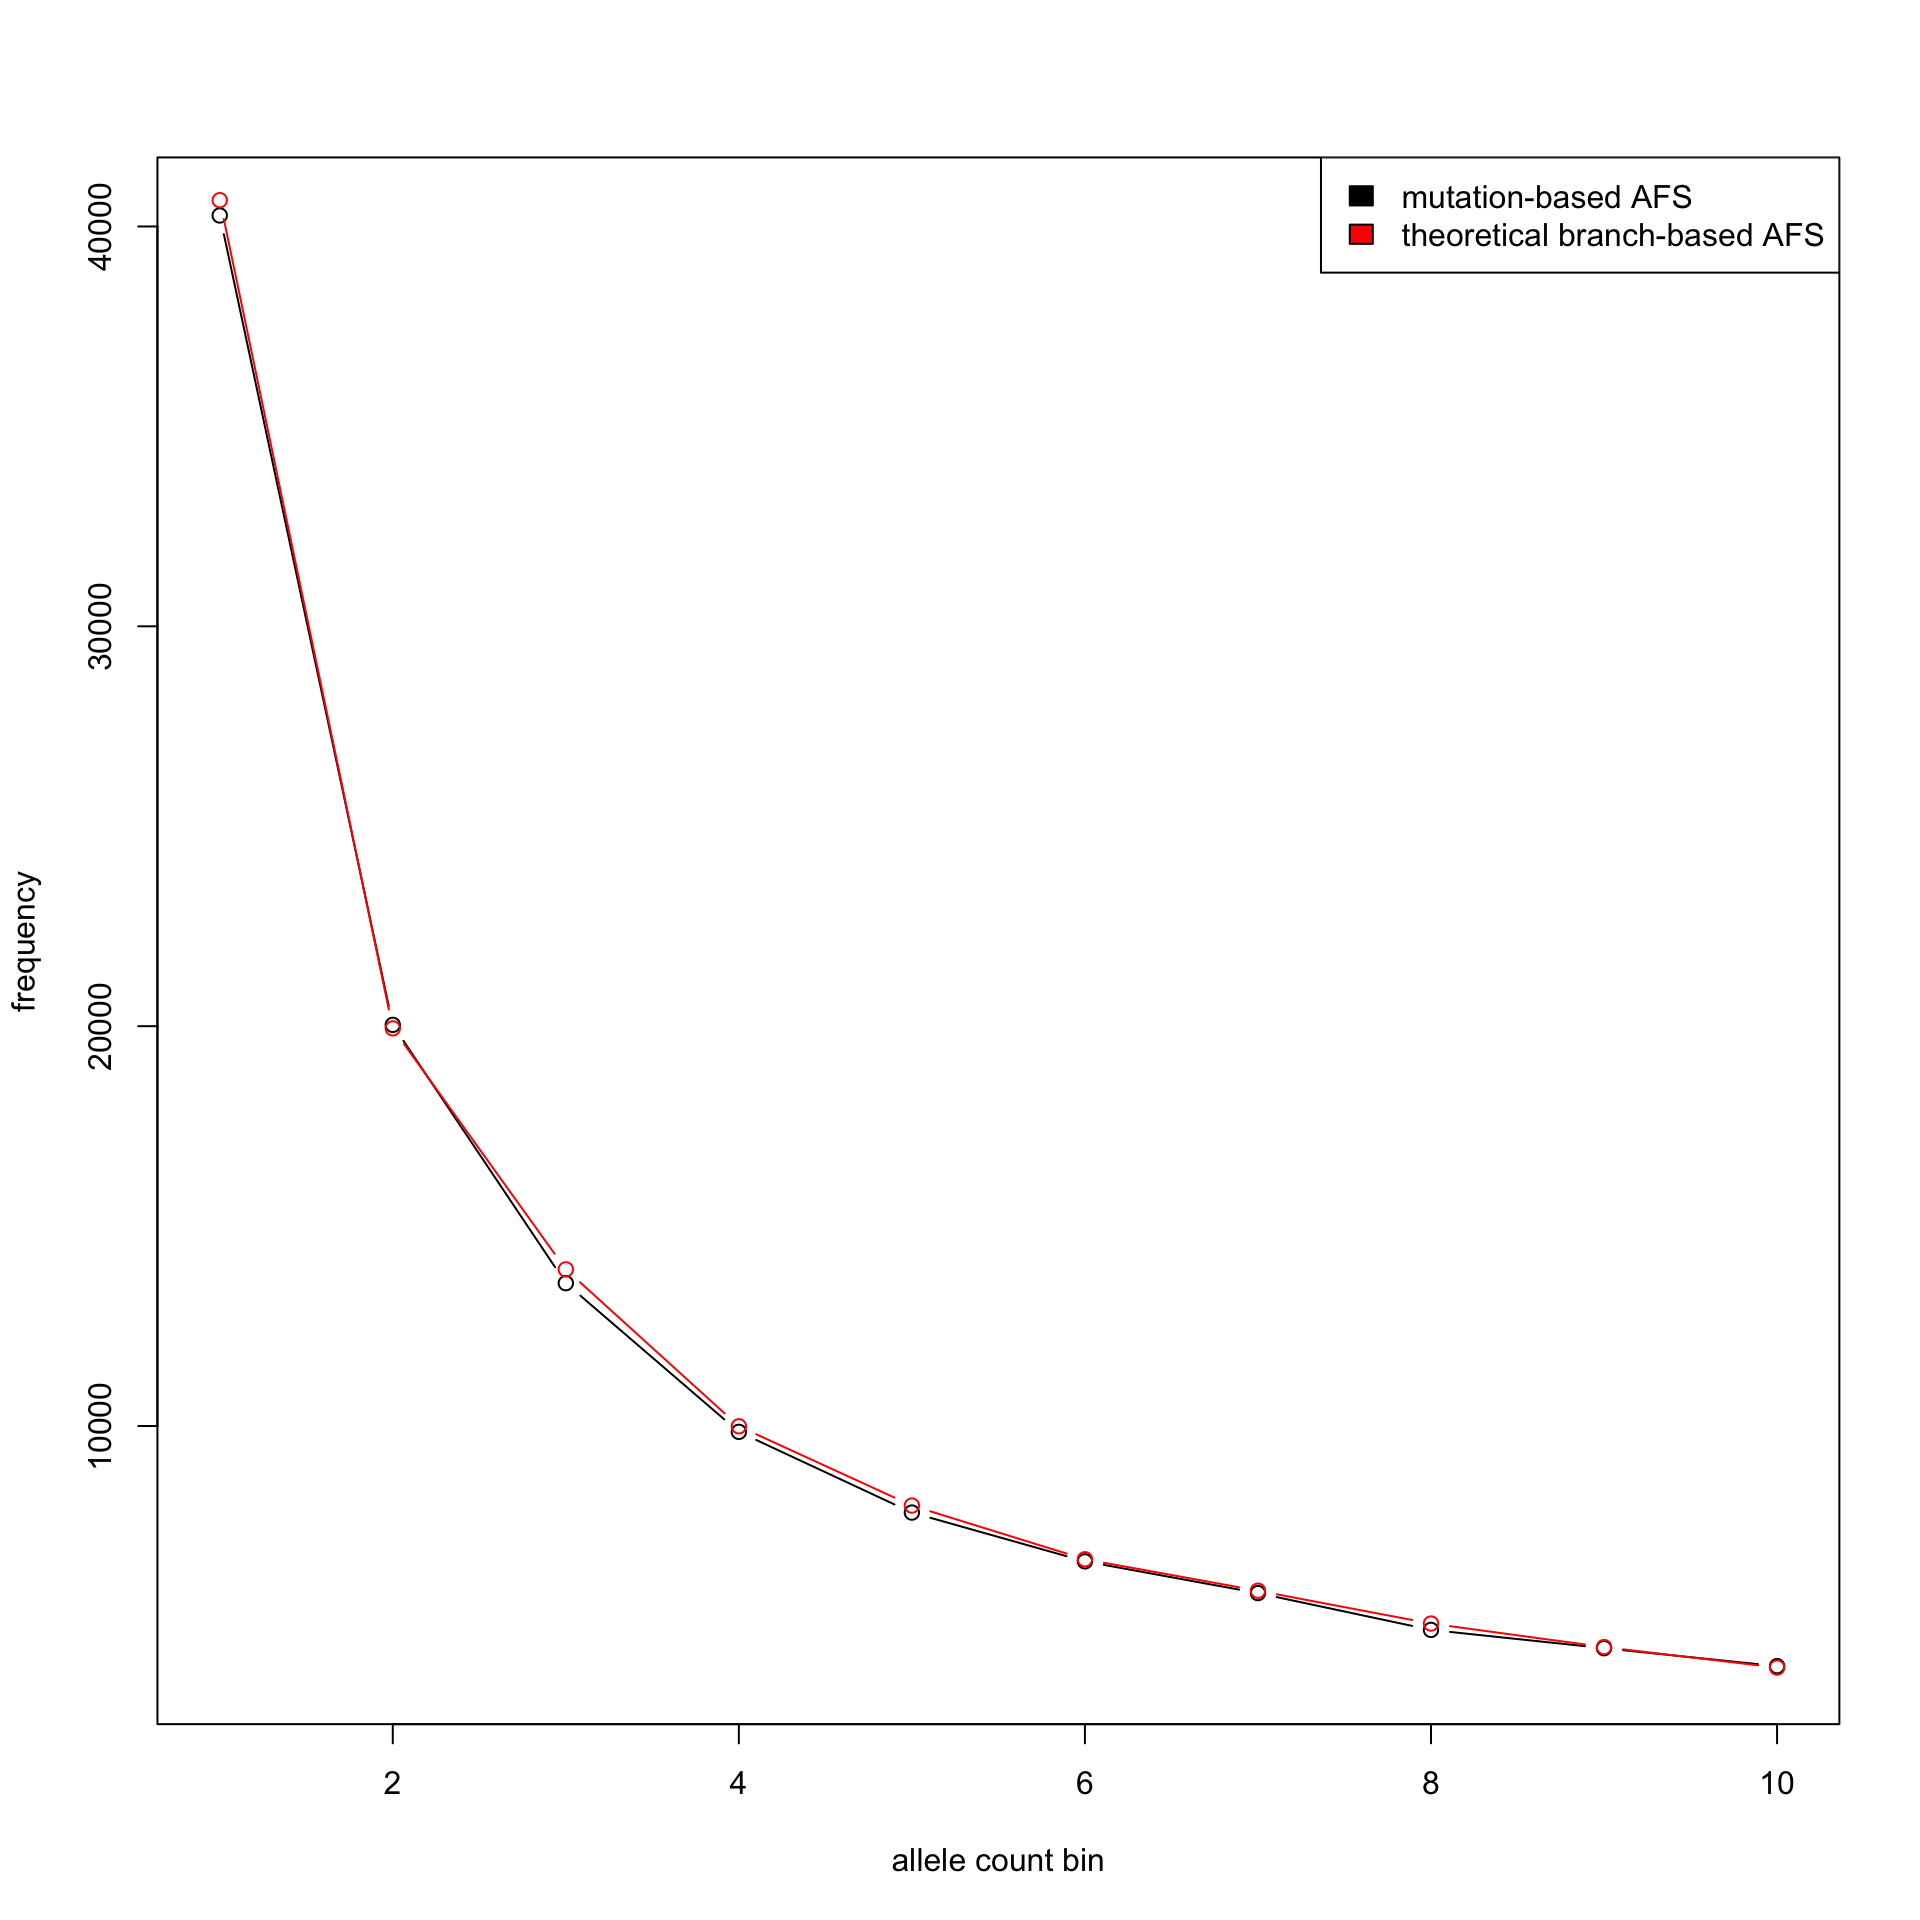 mutation-based AFS
theoretical branch-based AFS
40000
30000
20000
10000
frequency
2 4 6 8 10
allele count bin